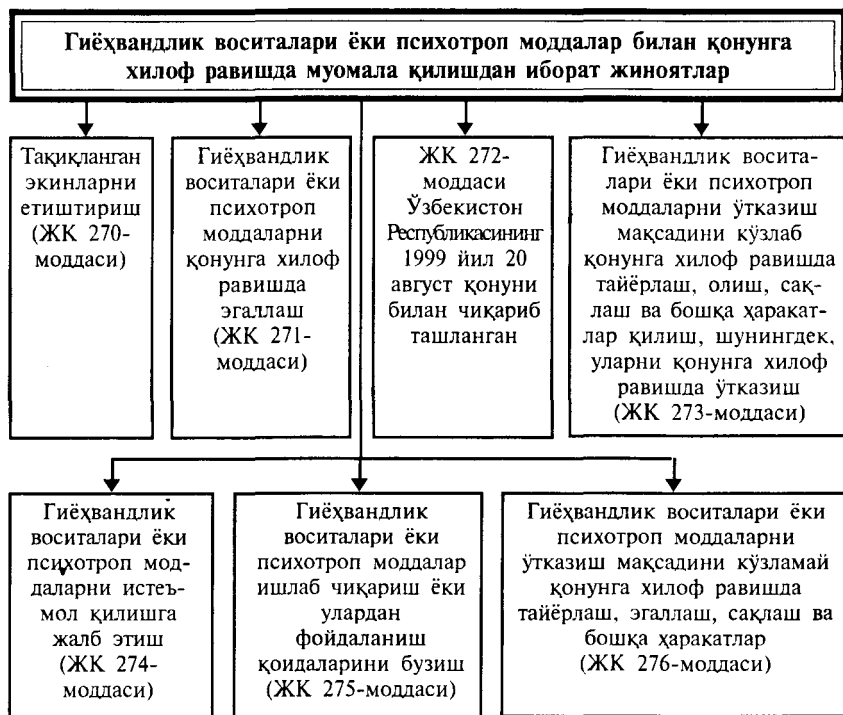 Гиёҳвандлик воситалари ёки психотроп моддалар билан қонунга
хилоф равишда муомала қилишдан иборат жиноятлар
Тақиқланган
экинларни
етиштириш
(ЖК 270-
моддаси)
Гиёҳвандлик
воситалари ёки
психотроп
моддаларни
қонунга хилоф
равишда
эгаллаш
(ЖК 271-
моддаси)
ЖК 272-
моддаси
Ўзбекистон
Республикасининг
1999 йил 20
август қонуни
билан чиқариб
ташланган
Гиёҳвандлик восита-
лари ёки психотроп
моддаларни ўтказиш
мақсадини кўзлаб
қонунга хилоф равишда
тайёрлаш, олиш, сақ-
лаш ва бошқа ҳаракат-
лар қилиш, шунингдек,
уларни қонунга хилоф
равишда ўтказиш
(ЖК 273-моддаси)
Гиёҳвандлик
воситалари ёки
психотроп мод-
даларни истеъ-
мол қилишга
жалб этиш
(ЖК 274-
моддаси)
Гиёҳвандлик
воситалари ёки
психотроп моддалар
ишлаб чиқариш ёки
улардан
фойдаланиш
қоидаларини бузиш
(ЖК 275-моддаси)
Гиёҳвандлик воситалари ёки
психотроп моддаларни
ўтказиш мақсадини кўзламай
қонунга хилоф равишда
тайёрлаш, эгаллаш, сақлаш ва
бошқа ҳаракатлар
(ЖК 276-моддаси)